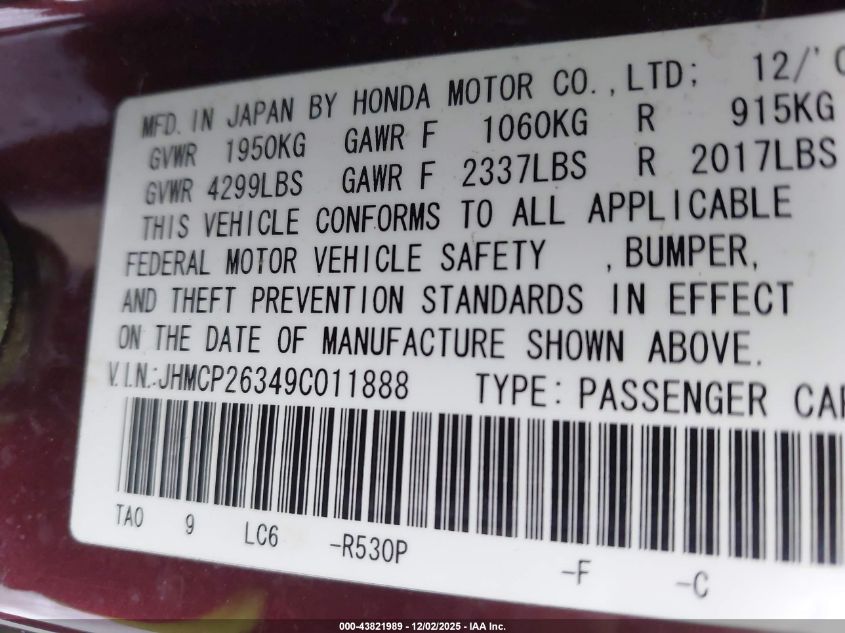 MFD. IN JAPAN BY HONDA MOTOR CO.,LTD; 12/'0
GVWR 1950KG GAWR F 1060KG R 915KG
GVWR 4299LBS GAWR F 2337LBS R 2017LBS
THIS VEHICLE CONFORMS TO ALL APPLICABLE
FEDERAL MOTOR VEHICLE SAFETY , BUMPER,
AND THEFT PREVENTION STANDARDS IN EFFECT
ON THE DATE OF MANUFACTURE SHOWN ABOVE.
V.I.N.:JHMCP26349C011888 TYPE: PASSENGER CAR
TA0 9 LC6 -R530P -F -C
000-43821989 - 12/02/2025 - IAA Inc.